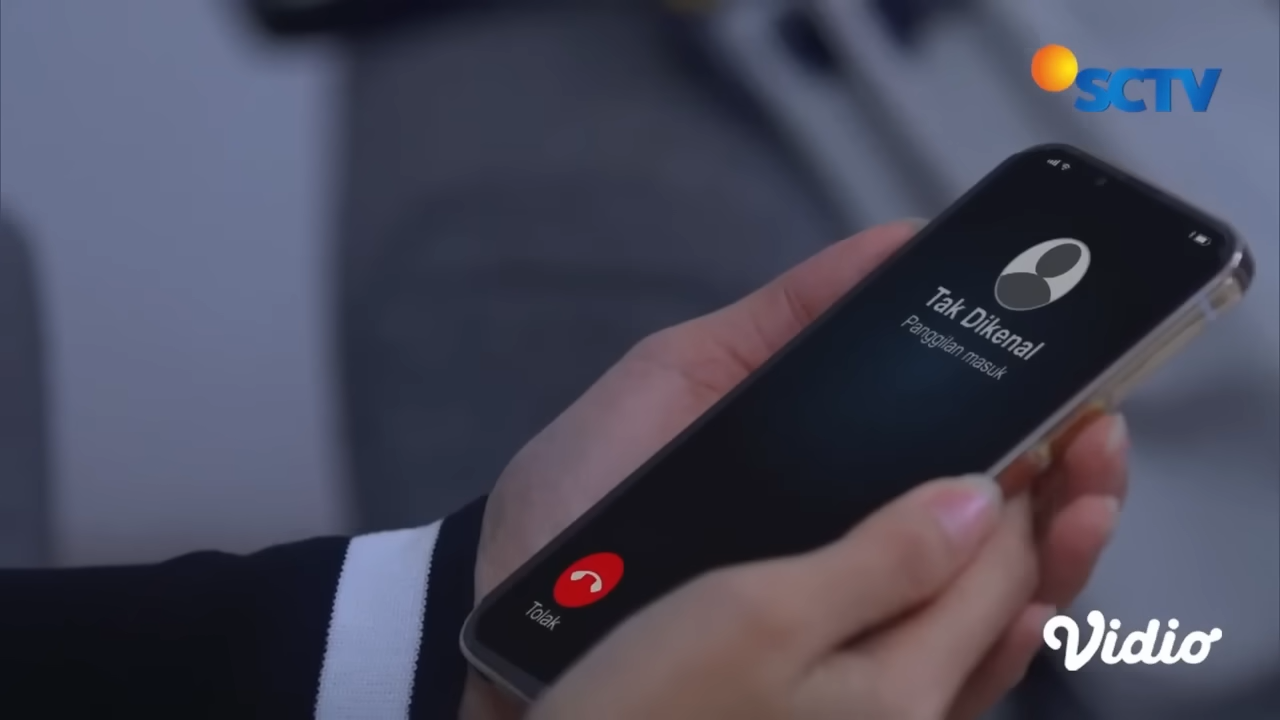 SCTV
Tak Dikenal
Panggilan masuk
Tolak
Vidio